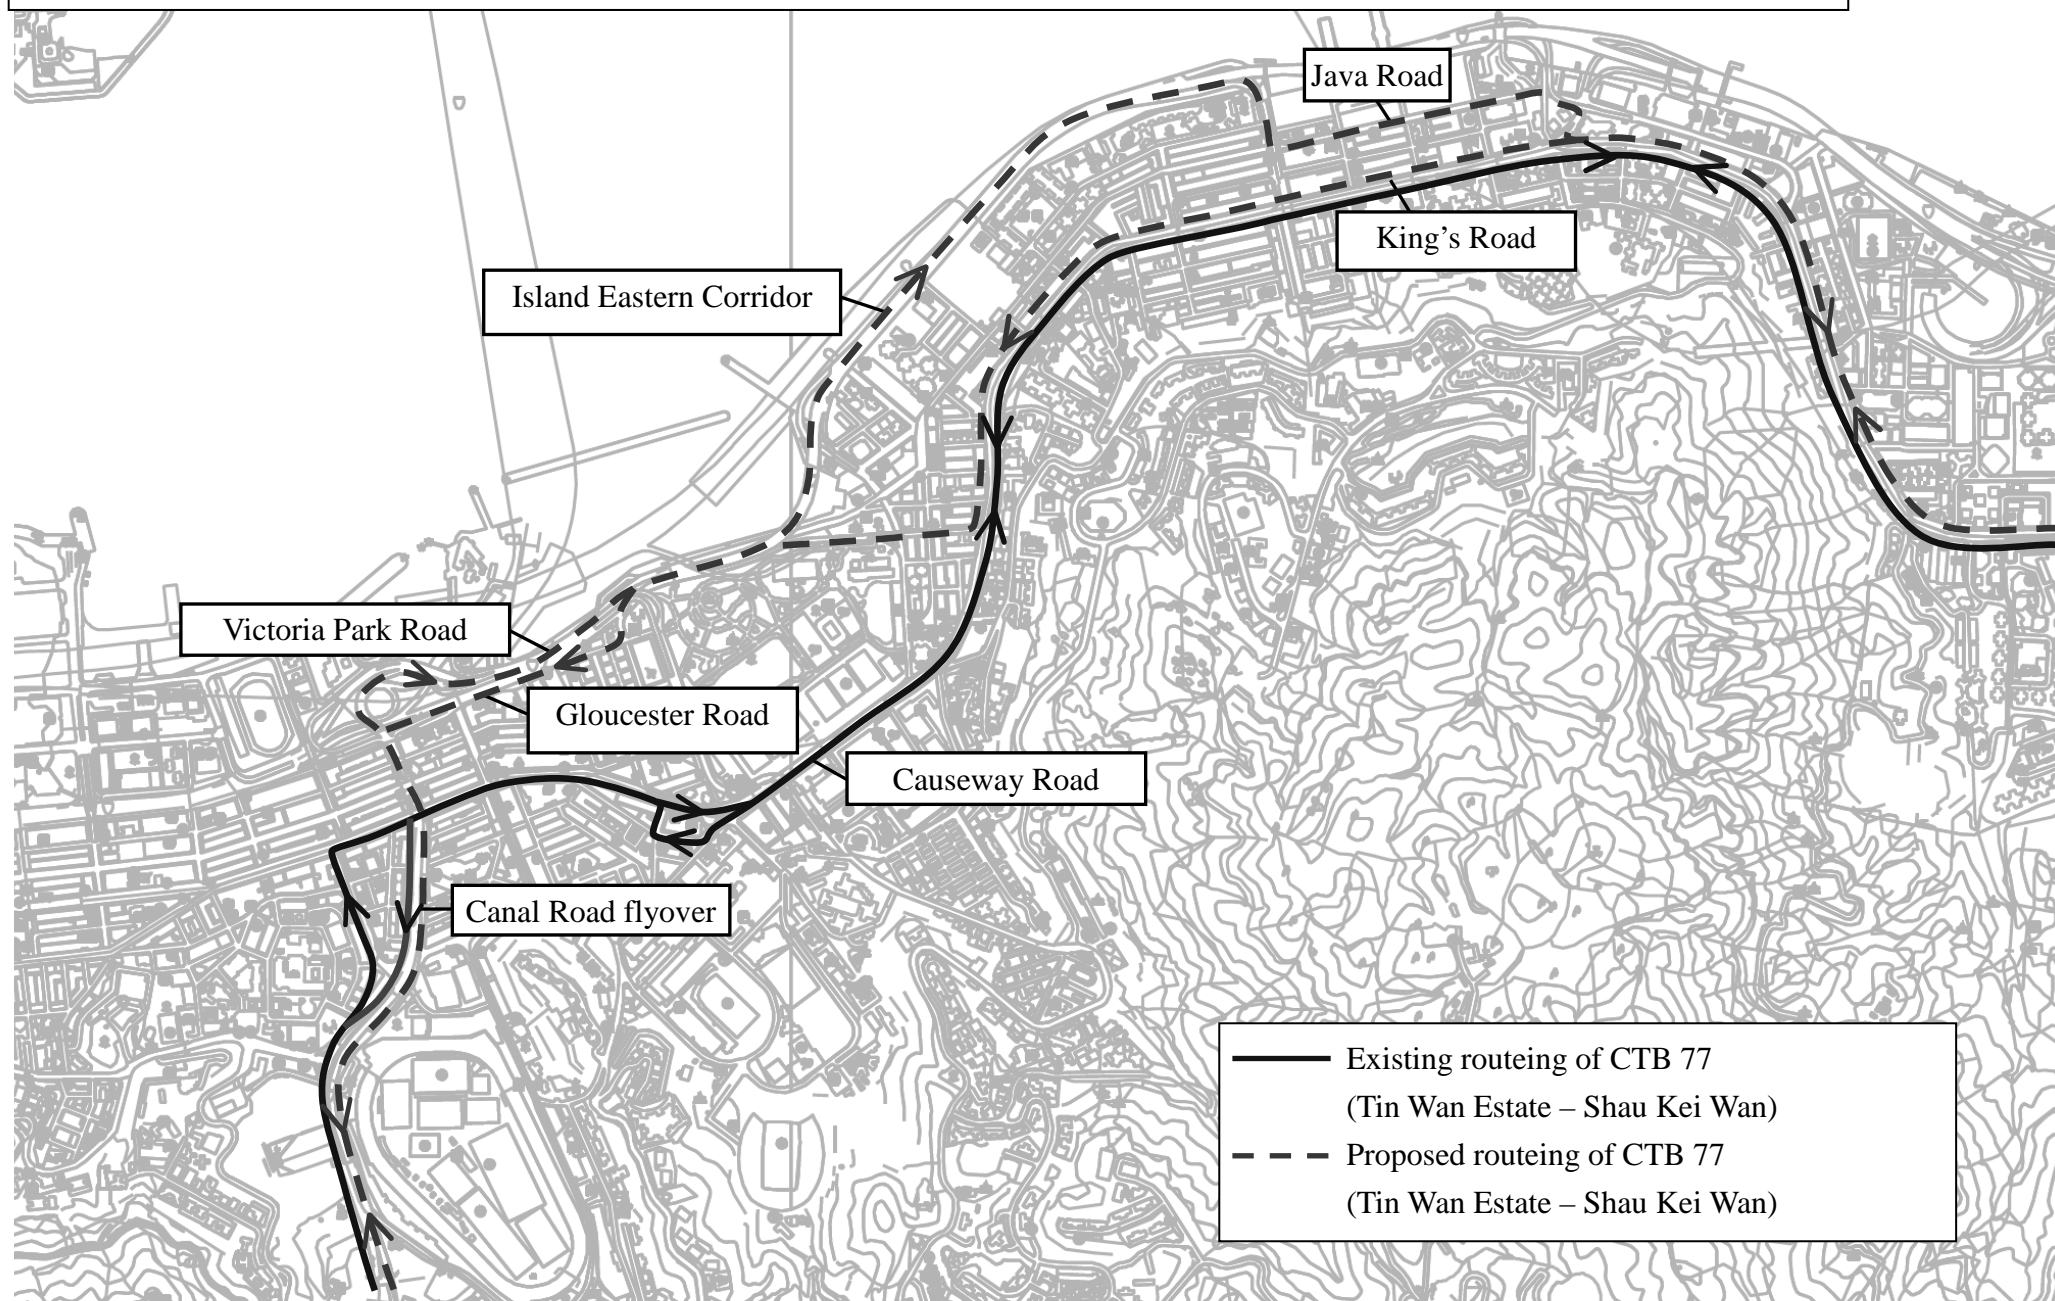 Java Road
King's Road
Island Eastern Corridor
Victoria Park Road
Gloucester Road
Causeway Road
Canal Road flyover
Existing routeing of CTB 77
(Tin Wan Estate – Shau Kei Wan)
Proposed routeing of CTB 77
(Tin Wan Estate – Shau Kei Wan)